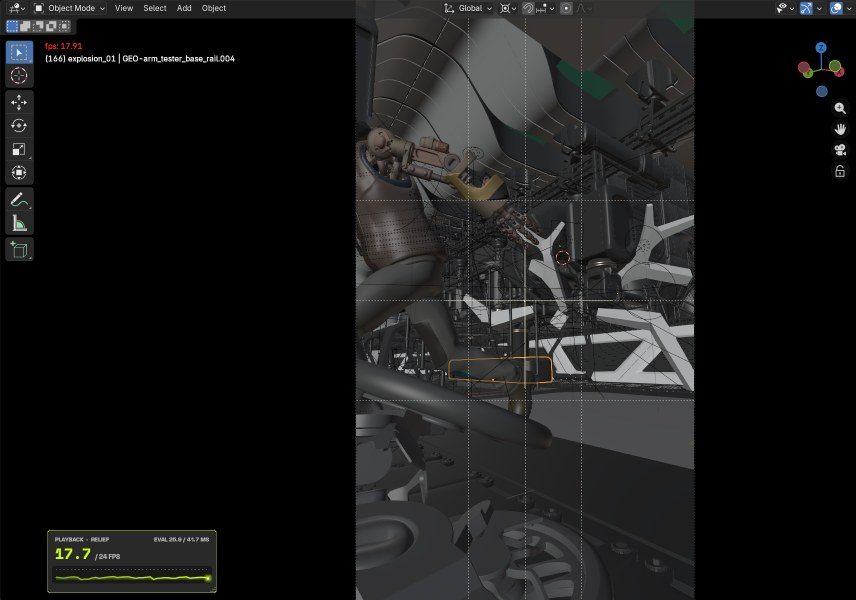 Object Mode View Select Add Object Global
fps: 17.91
(166) explosion_01 | GEO-arm_tester_base_rail.004
Z
PLAYBACK · RELIEF EVAL 25.6 / 41.7 MS
17.7 / 24 FPS